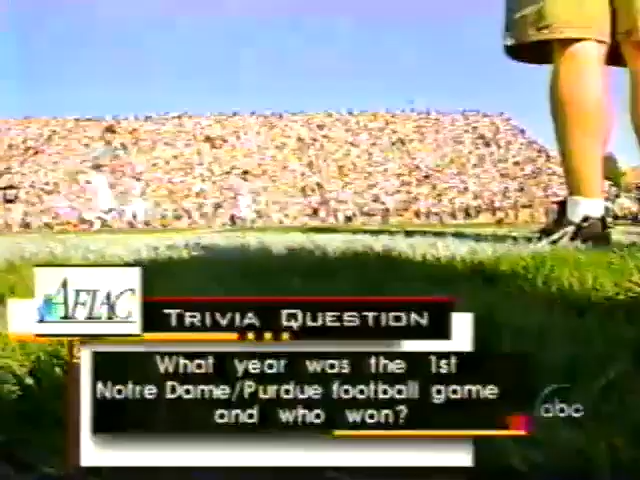 AFLAC
TRIVIA QUESTION
What year was the 1st
Notre Dame/Purdue football game
and who won?
abc